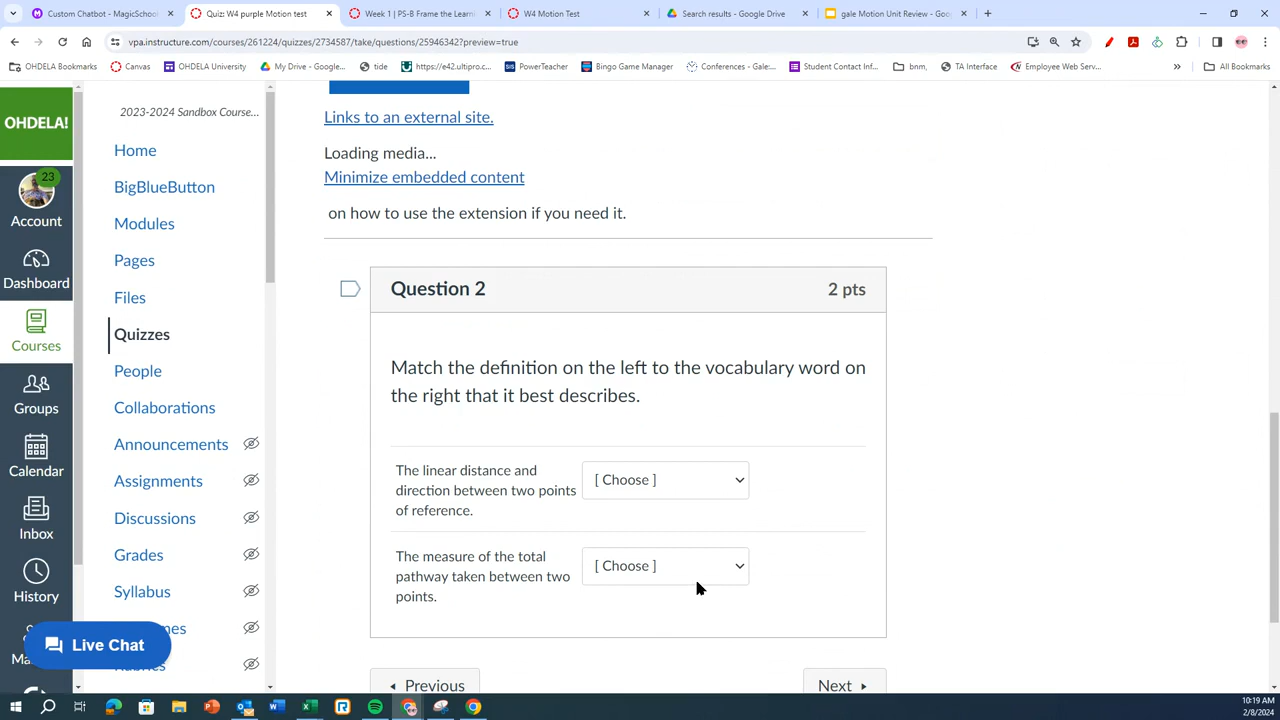 Custom Chatbot - MagicSchool
Quiz: W4 purple Motion test
Week 1 | PS-B Frame the Learni
W4 Motion Test
Search results - Google Drive
gale Motion Unit Review - Goo
vpa.instructure.com/courses/261224/quizzes/2734587/take/questions/25946342?preview=true
OHDELA Bookmarks
Canvas
OHDELA University
My Drive - Google...
tide
https://e42.ultipro.c...
PowerTeacher
Bingo Game Manager
Conferences - Gale:...
Student Contact Inf...
bnm,
TA Interface
Employee Web Serv...
All Bookmarks
OHDELA!
23
Account
Dashboard
Courses
Groups
Calendar
Inbox
History
2023-2024 Sandbox Course...
Home
BigBlueButton
Modules
Pages
Files
Quizzes
People
Collaborations
Announcements
Assignments
Discussions
Grades
Syllabus
Live Chat
Links to an external site.
Loading media...
Minimize embedded content
on how to use the extension if you need it.
Question 2
2 pts
Match the definition on the left to the vocabulary word on
the right that it best describes.
The linear distance and
direction between two points
of reference.
[ Choose ]
The measure of the total
pathway taken between two
points.
[ Choose ]
Previous
Next
10:19 AM
2/8/2024